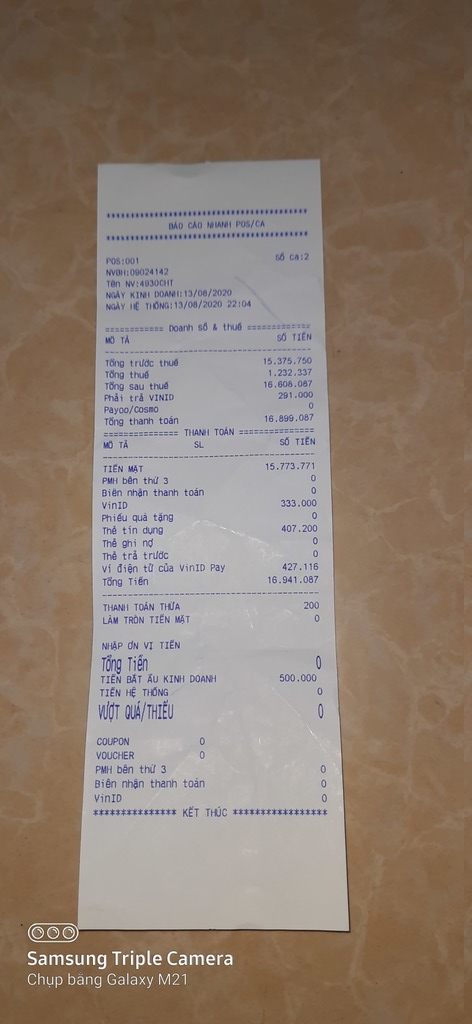 ****************************************
BÁO CÁO NHANH POS/CA
****************************************
POS:001 Số ca:2
NVBH:09024142
Tên NV:4930CHT
NGÀY KINH DOANH:13/08/2020
NGÀY HỆ THỐNG:13/08/2020 22:04
============ Doanh số & thuế ============
MÔ TẢ SỐ TIỀN
Tổng trước thuế 15.375.750
Tổng thuế 1.232.337
Tổng sau thuế 16.608.087
Phải trả VINID 291.000
Payoo/Cosmo 0
Tổng thanh toán 16.899.087
============== THANH TOÁN ==============
MÔ TẢ SL SỐ TIỀN
TIỀN MẶT 15.773.771
PMH bên thứ 3 0
Biên nhận thanh toán 0
VinID 333.000
Phiếu quà tặng 0
Thẻ tín dụng 407.200
Thẻ ghi nợ 0
Thẻ trả trước 0
Ví điện tử của VinID Pay 427.116
Tổng Tiền 16.941.087
THANH TOÁN THỪA 200
LÀM TRÒN TIỀN MẶT 0
NHẬP ƠN VỊ TIỀN
Tổng Tiền 0
TIỀN BẮT ẦU KINH DOANH 500.000
TIỀN HỆ THỐNG 0
VƯỢT QUÁ/THIẾU 0
COUPON 0
VOUCHER 0
PMH bên thứ 3 0
Biên nhận thanh toán 0
VinID 0
*************** KẾT THÚC *****************
Samsung Triple Camera
Chụp bằng Galaxy M21